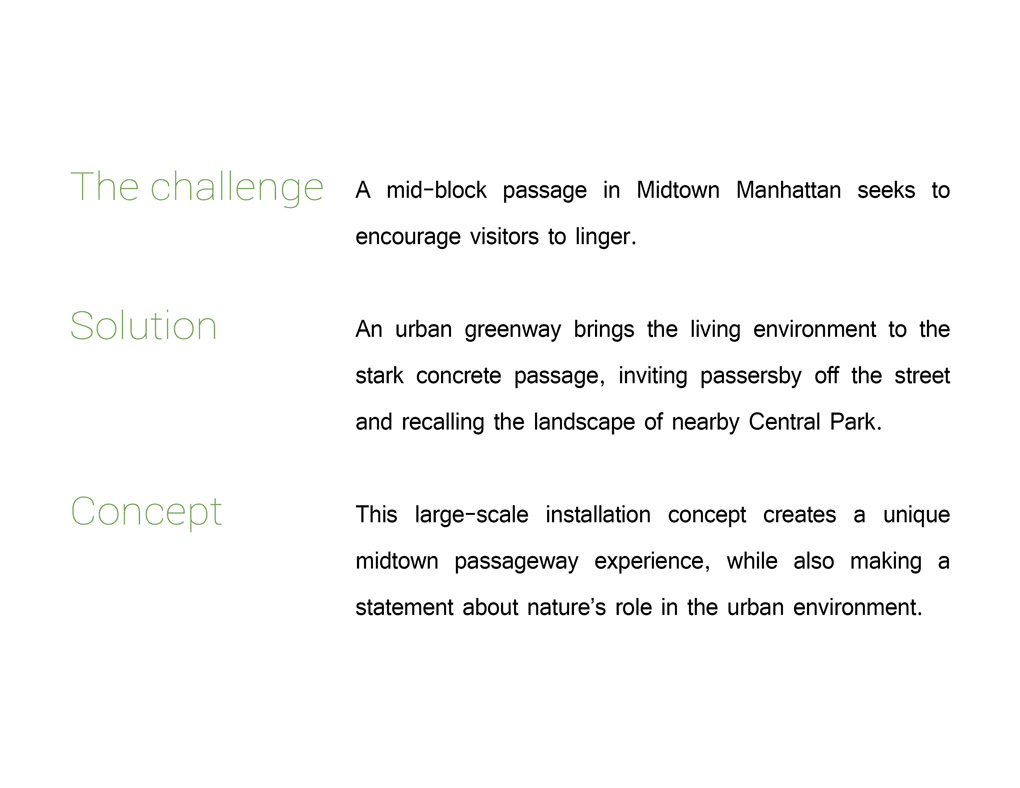 The challenge
A mid-block passage in Midtown Manhattan seeks to
encourage visitors to linger.
Solution
An urban greenway brings the living environment to the
stark concrete passage, inviting passersby off the street
and recalling the landscape of nearby Central Park.
Concept
This large-scale installation concept creates a unique
midtown passageway experience, while also making a
statement about nature’s role in the urban environment.